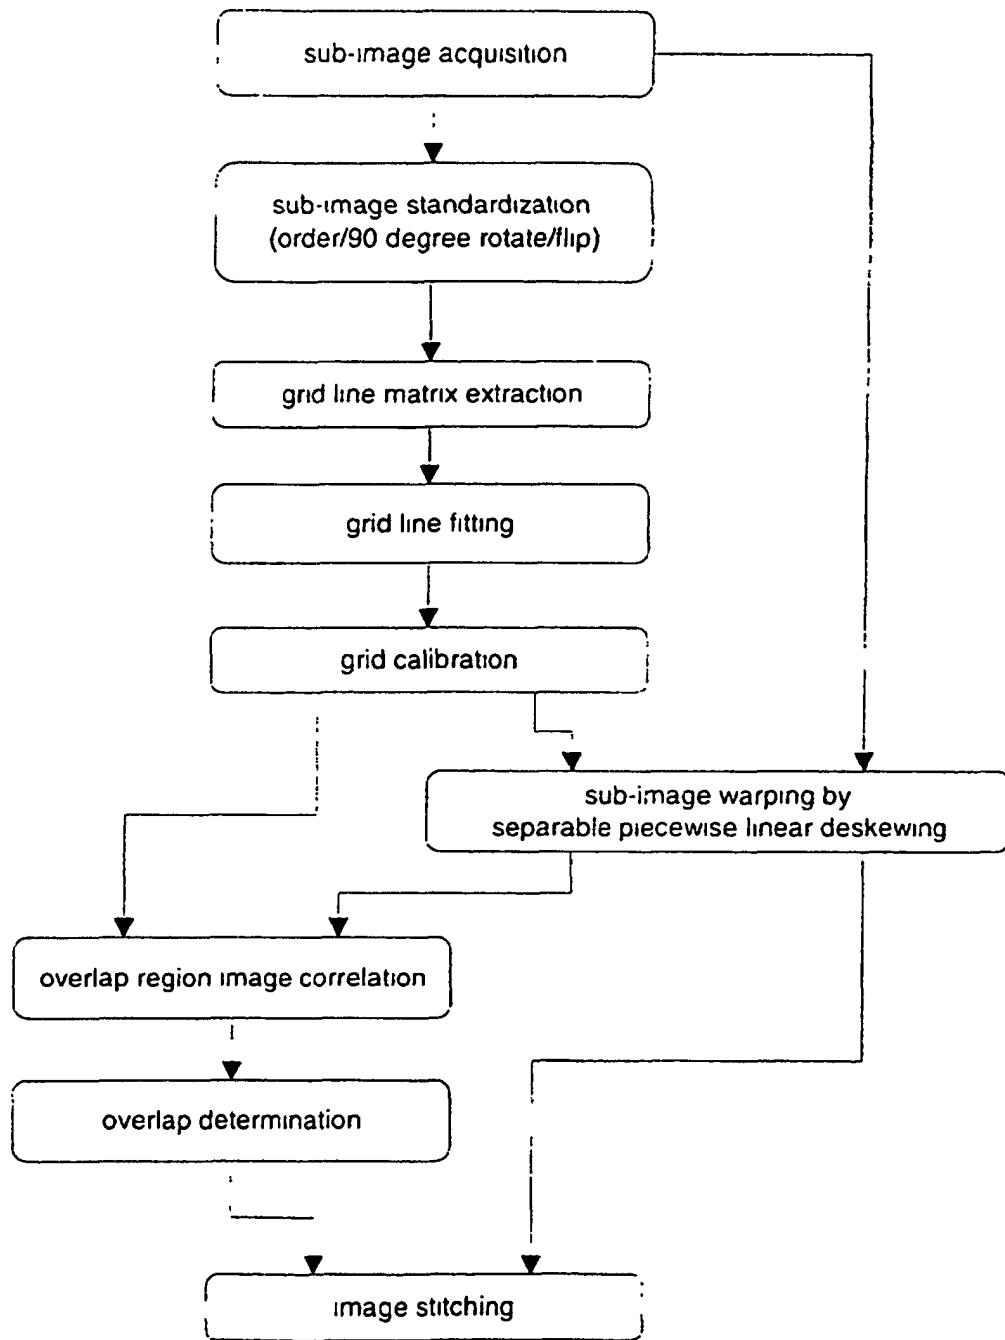 sub-image acquisition
sub-image standardization
(order/90 degree rotate/flip)
grid line matrix extraction
grid line fitting
grid calibration
sub-image warping by
separable piecewise linear deskewing
overlap region image correlation
overlap determination
image stitching